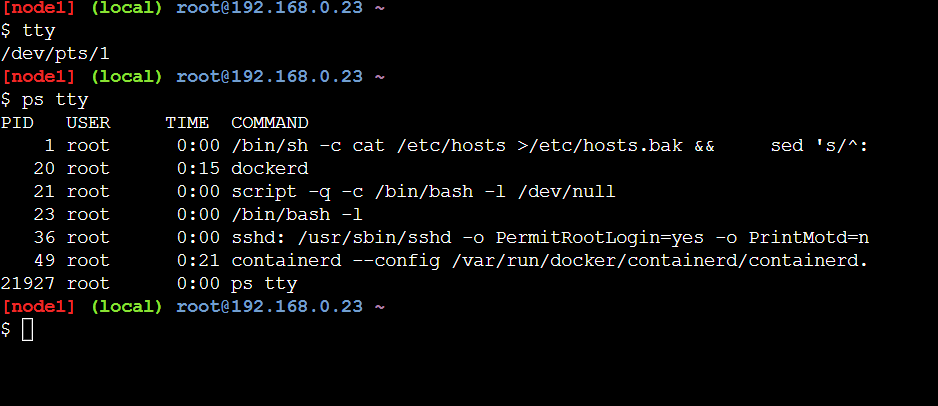 [node1] (local) root@192.168.0.23 ~
$ tty
/dev/pts/1
[node1] (local) root@192.168.0.23 ~
$ ps tty
PID   USER     TIME  COMMAND
    1 root      0:00 /bin/sh -c cat /etc/hosts >/etc/hosts.bak &&     sed 's/^:
   20 root      0:15 dockerd
   21 root      0:00 script -q -c /bin/bash -l /dev/null
   23 root      0:00 /bin/bash -l
   36 root      0:00 sshd: /usr/sbin/sshd -o PermitRootLogin=yes -o PrintMotd=n
   49 root      0:21 containerd --config /var/run/docker/containerd/containerd.
21927 root      0:00 ps tty
[node1] (local) root@192.168.0.23 ~
$